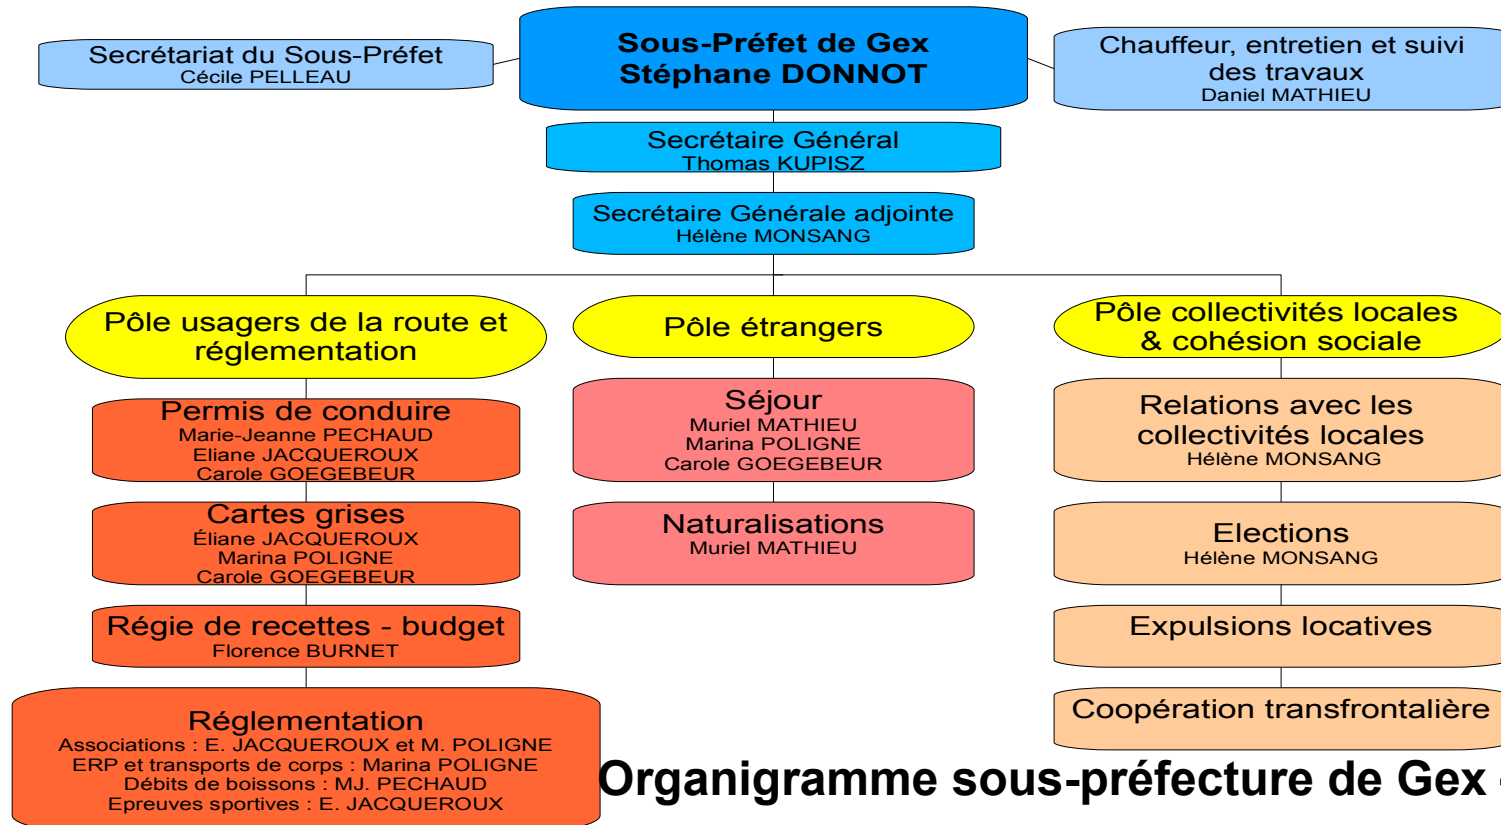 Secrétariat du Sous-Préfet
Cécile PELLEAU
Sous-Préfet de Gex
Stéphane DONNOT
Chauffeur, entretien et suivi
des travaux
Daniel MATHIEU
Secrétaire Général
Thomas KUPISZ
Secrétaire Générale adjointe
Hélène MONSANG
Pôle usagers de la route et
réglementation
Permis de conduire
Marie-Jeanne PECHAUD
Eliane JACQUEROUX
Carole GOEGEBEUR
Cartes grises
Éliane JACQUEROUX
Marina POLIGNE
Carole GOEGEBEUR
Régie de recettes - budget
Florence BURNET
Réglementation
Associations : E. JACQUEROUX et M. POLIGNE
ERP et transports de corps : Marina POLIGNE
Débits de boissons : MJ. PECHAUD
Epreuves sportives : E. JACQUEROUX
Pôle étrangers
Séjour
Muriel MATHIEU
Marina POLIGNE
Carole GOEGEBEUR
Naturalisations
Muriel MATHIEU
Pôle collectivités locales
& cohésion sociale
Relations avec les
collectivités locales
Hélène MONSANG
Elections
Hélène MONSANG
Expulsions locatives
Coopération transfrontalière
Organigramme sous-préfecture de Gex -